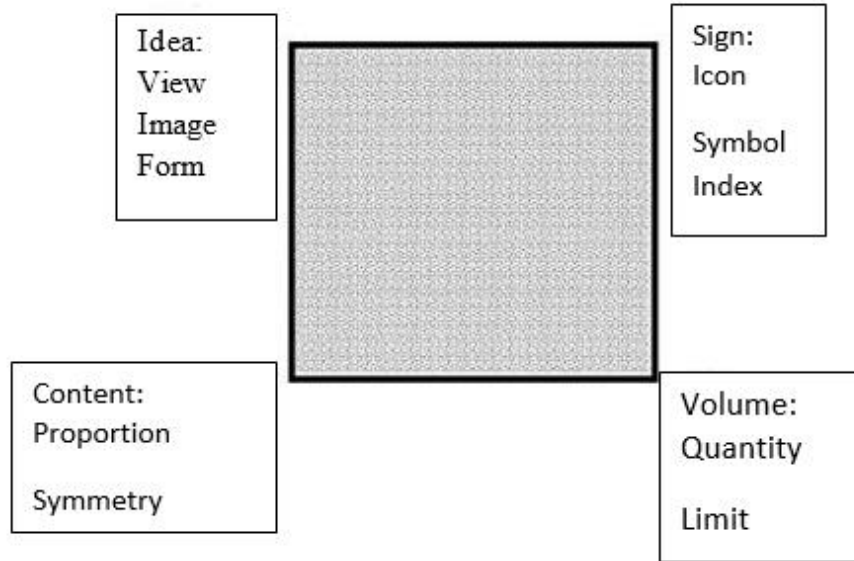 Idea:
View
Image
Form
Sign:
Icon
Symbol
Index
Content:
Proportion
Symmetry
Volume:
Quantity
Limit